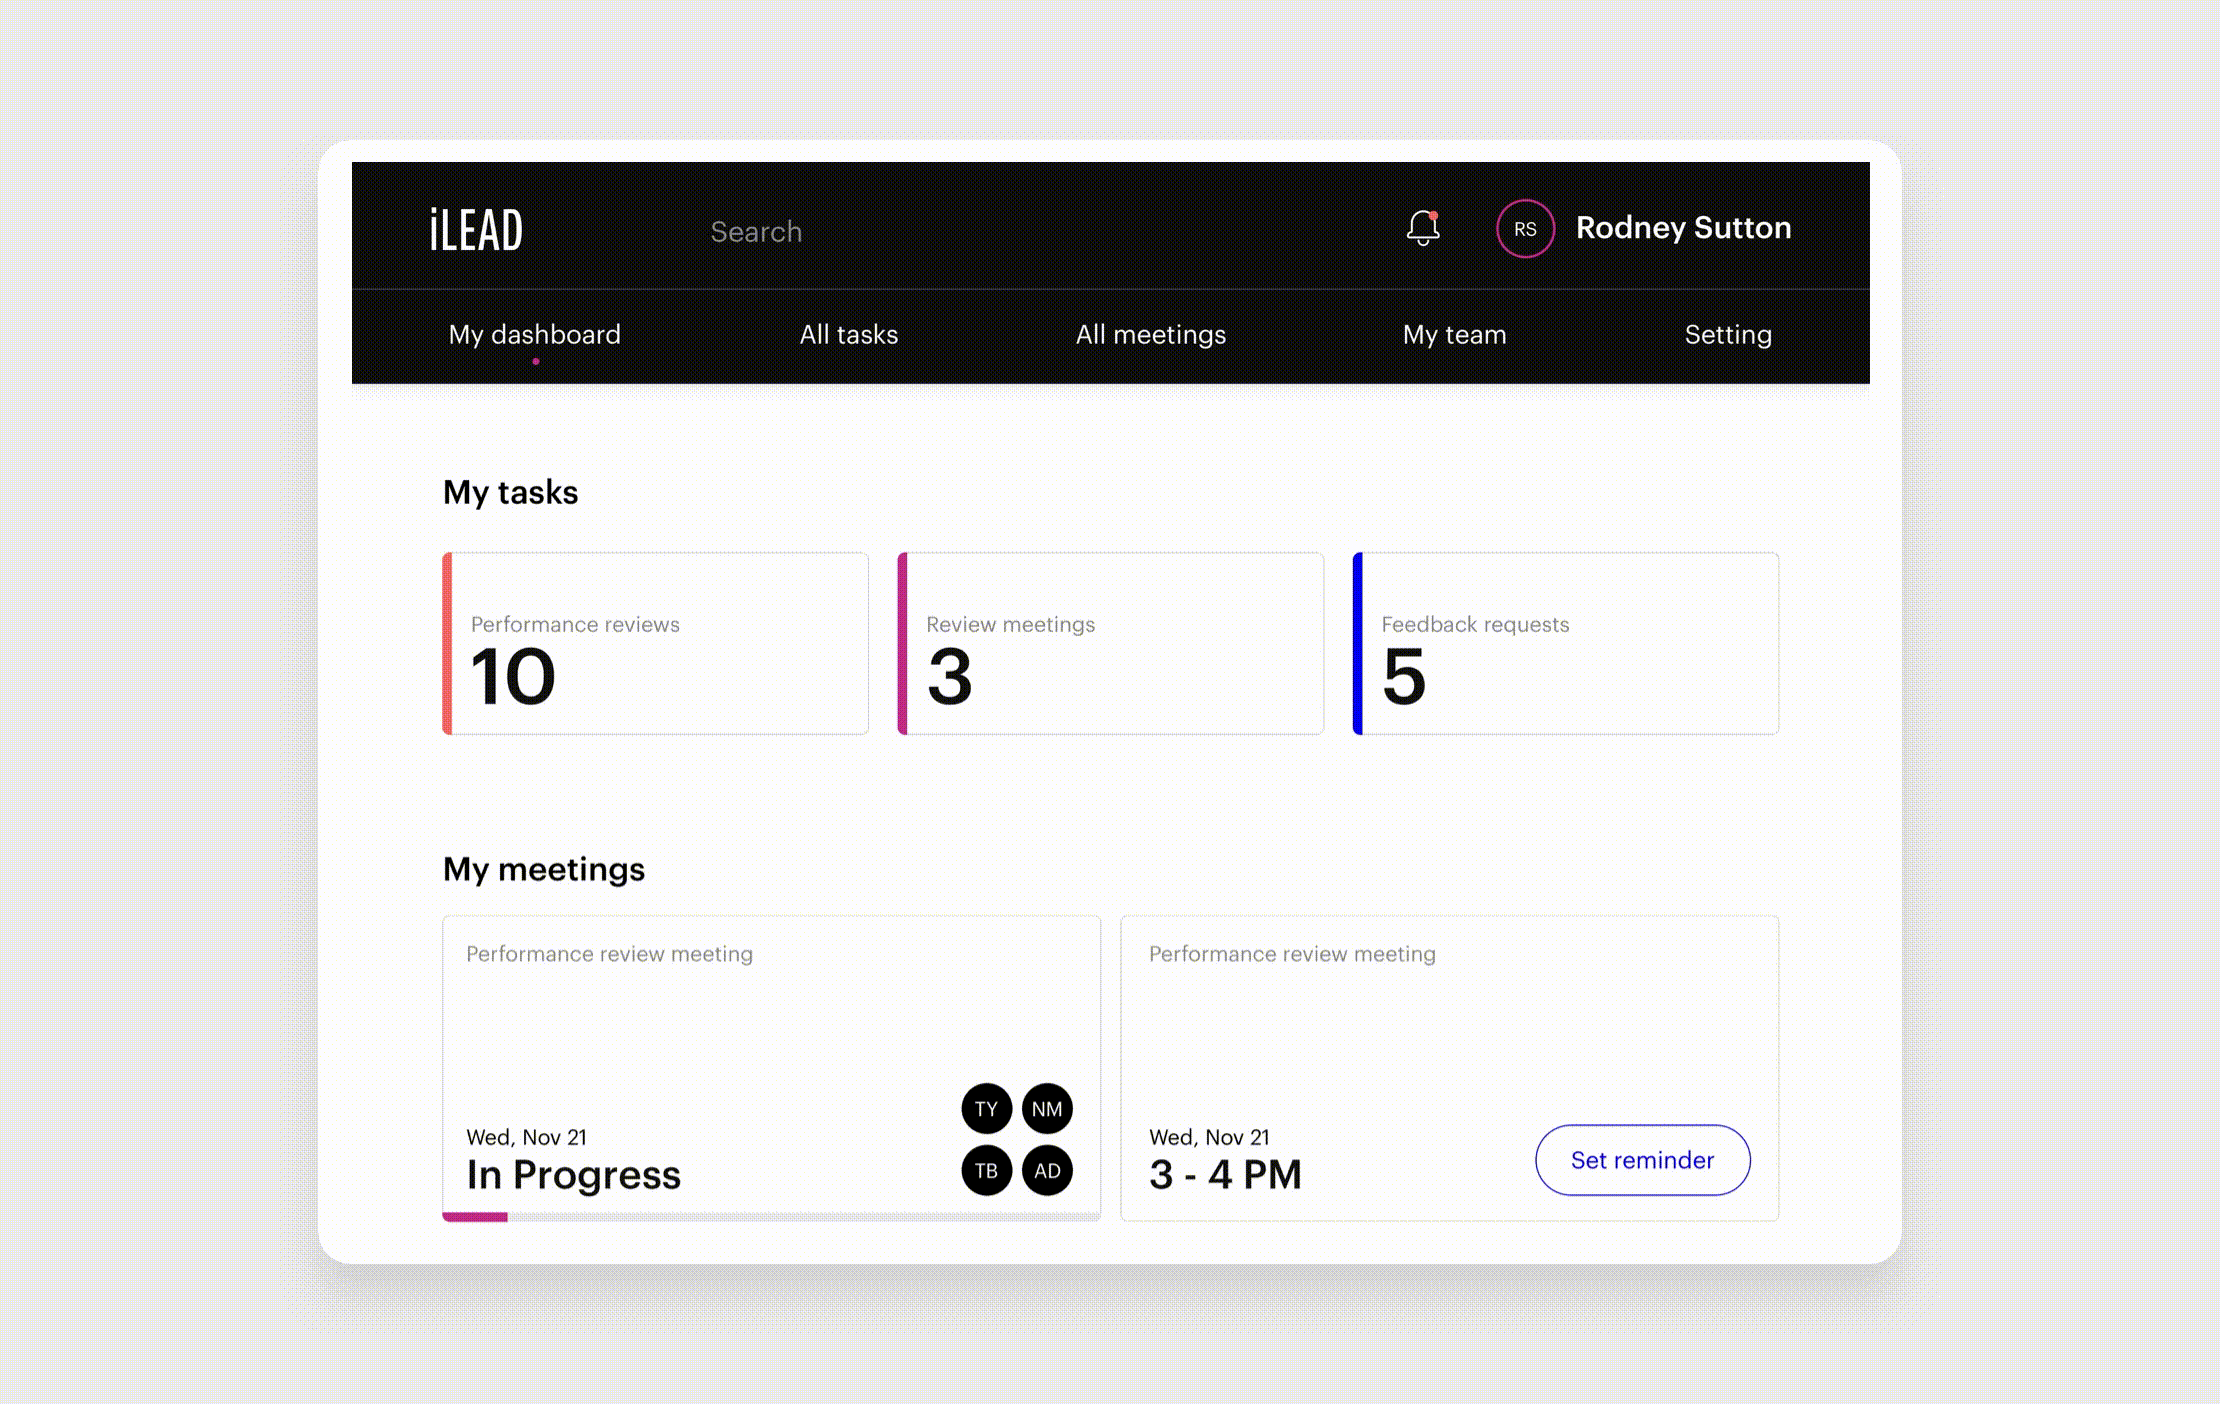 iLEAD
Search
RS
Rodney Sutton
My dashboard
All tasks
All meetings
My team
Setting
My tasks
Performance reviews
10
Review meetings
3
Feedback requests
5
My meetings
Performance review meeting
Wed, Nov 21
In Progress
TY
NM
TB
AD
Performance review meeting
Wed, Nov 21
3 - 4 PM
Set reminder